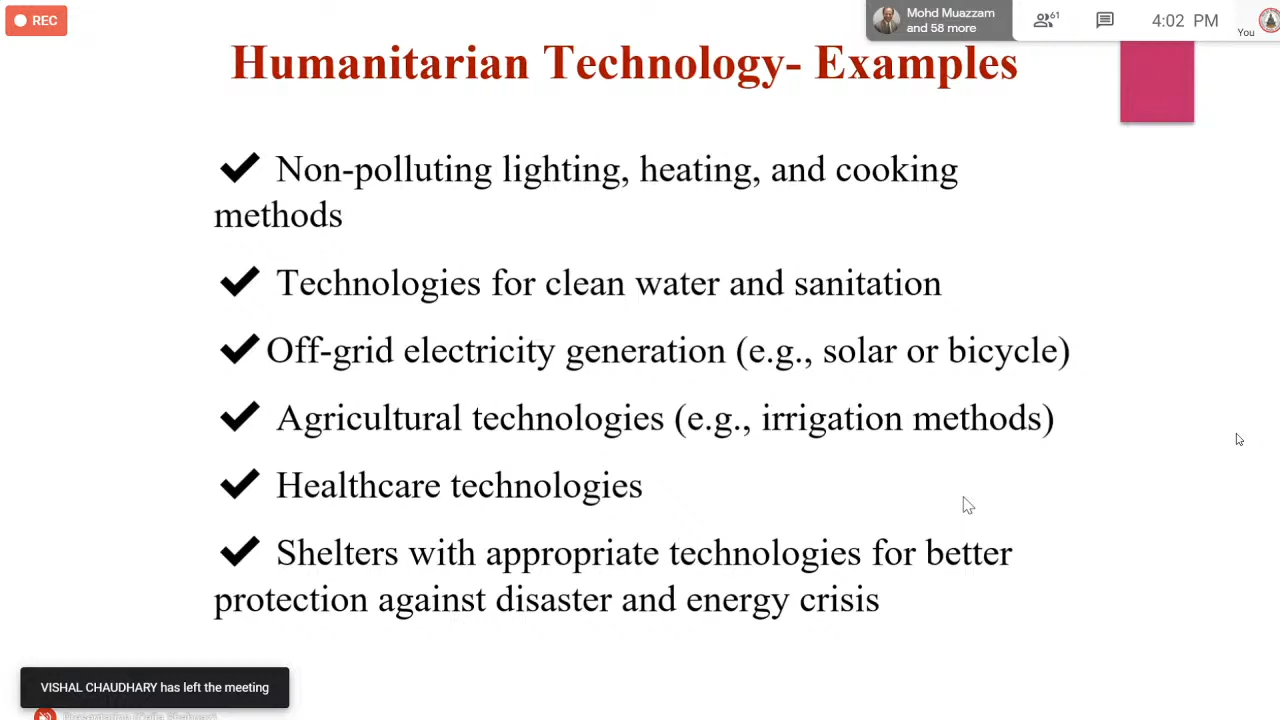 REC
Mohd Muazzam
and 58 more
61
4:02 PM
You
Humanitarian Technology- Examples
✔ Non-polluting lighting, heating, and cooking
methods
✔ Technologies for clean water and sanitation
✔ Off-grid electricity generation (e.g., solar or bicycle)
✔ Agricultural technologies (e.g., irrigation methods)
✔ Healthcare technologies
✔ Shelters with appropriate technologies for better
protection against disaster and energy crisis
VISHAL CHAUDHARY has left the meeting